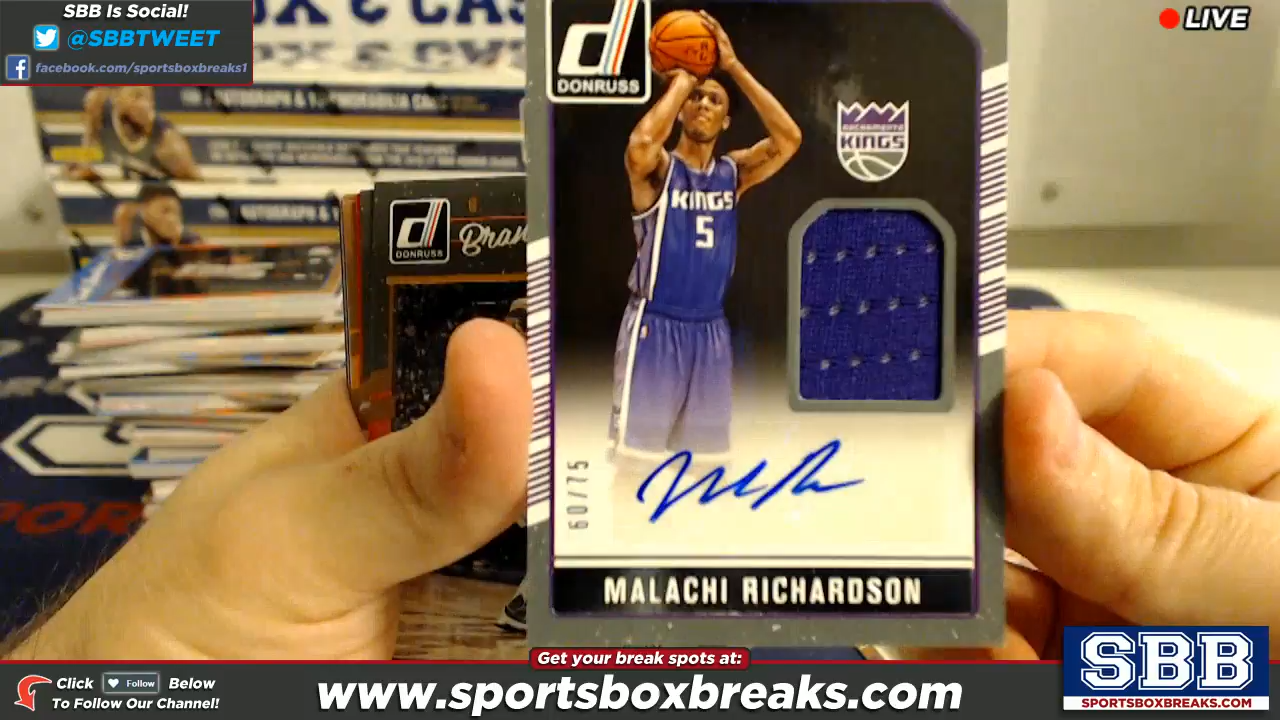 SBB Is Social!
@SBBTWEET
facebook.com/sportsboxbreaks1
LIVE
DONRUSS
SACRAMENTO
KINGS
KINGS
5
DONRUSS
Bran
60/75
MALACHI RICHARDSON
Get your break spots at:
Click Follow Below
To Follow Our Channel!
www.sportsboxbreaks.com
SBB
SPORTSBOXBREAKS.COM